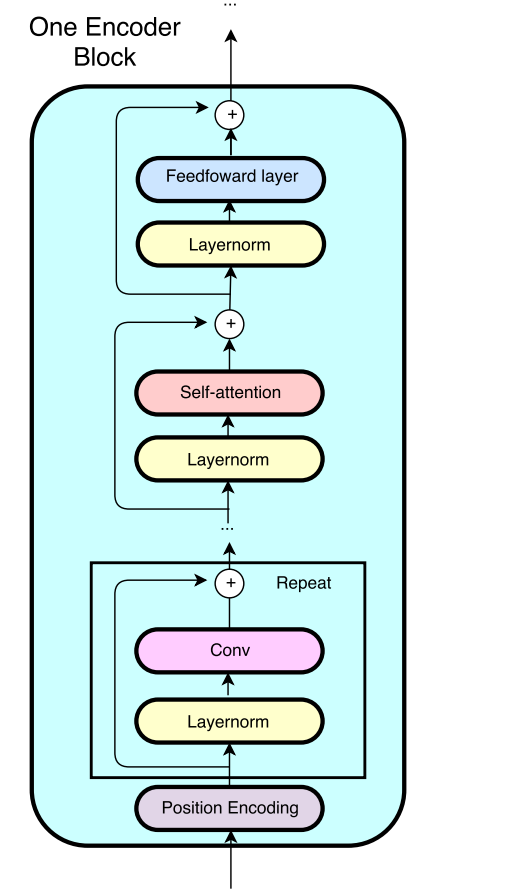 ...
One Encoder
Block
+
Feedfoward layer
Layernorm
+
Self-attention
Layernorm
...
+
Repeat
Conv
Layernorm
Position Encoding